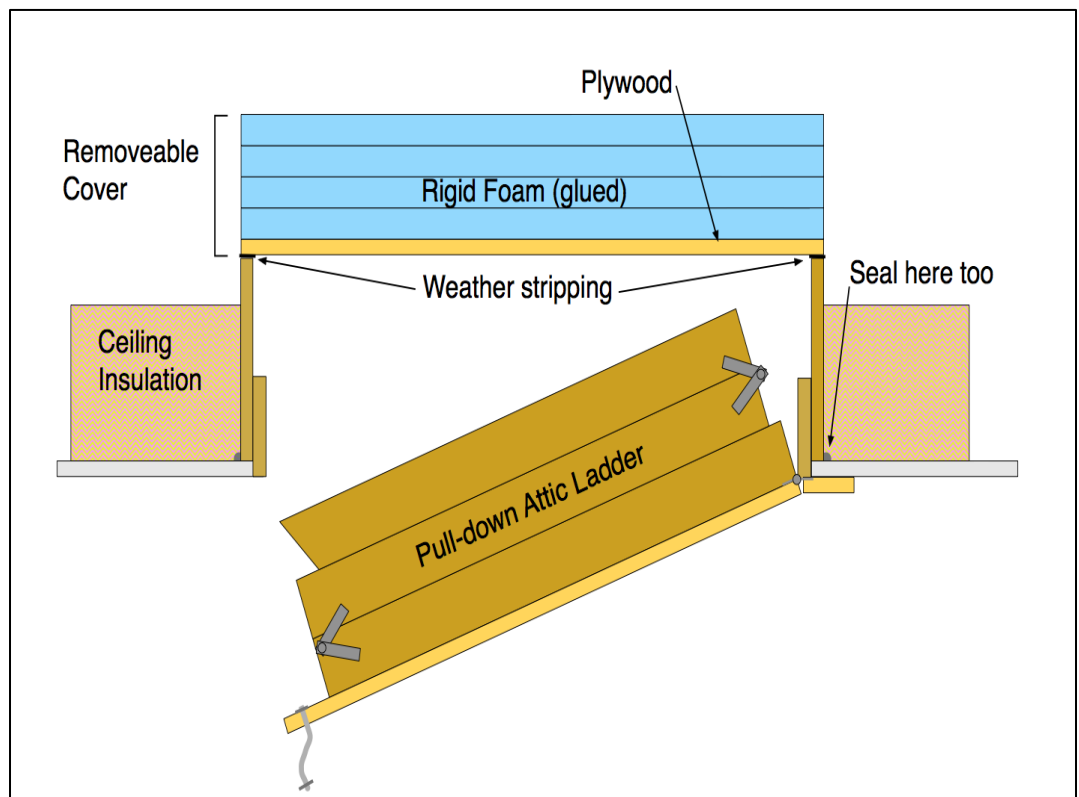 Plywood
Removeable
Cover
Rigid Foam (glued)
Weather stripping
Seal here too
Ceiling
Insulation
Pull-down Attic Ladder